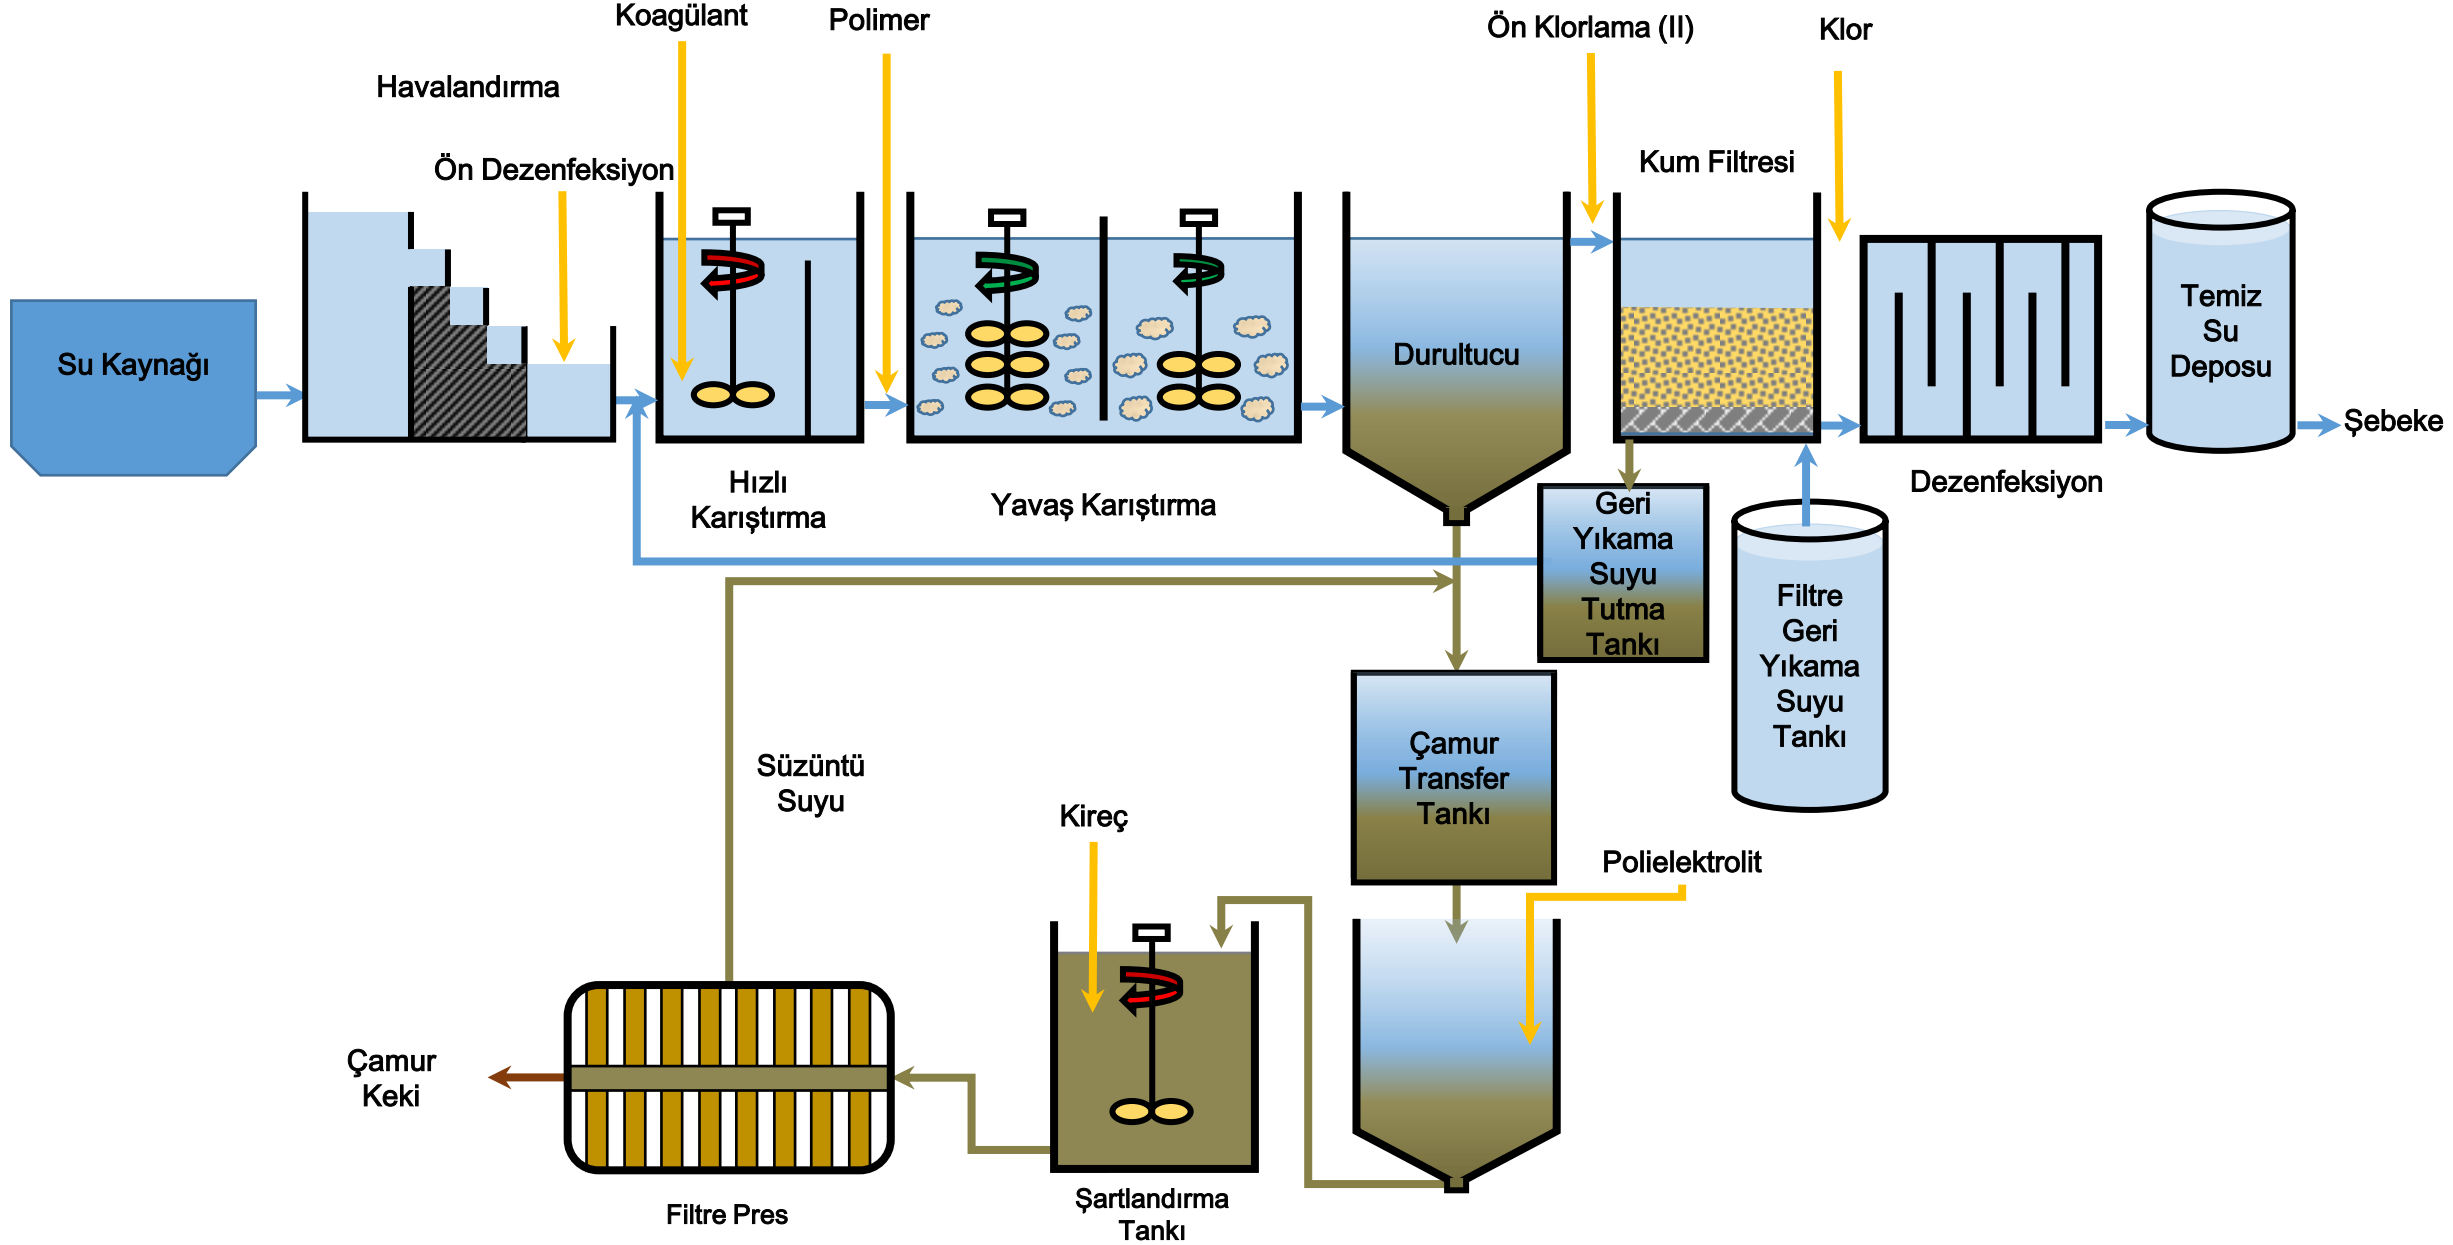 Koagülant
Polimer
Ön Klorlama (II)
Klor
Havalandırma
Ön Dezenfeksiyon
Kum Filtresi
Su Kaynağı
Durultucu
Temiz
Su
Deposu
Şebeke
Hızlı
Karıştırma
Yavaş Karıştırma
Geri
Yıkama
Suyu
Tutma
Tankı
Dezenfeksiyon
Filtre
Geri
Yıkama
Suyu
Tankı
Süzüntü
Suyu
Çamur
Transfer
Tankı
Kireç
Polielektrolit
Çamur
Keki
Filtre Pres
Şartlandırma
Tankı